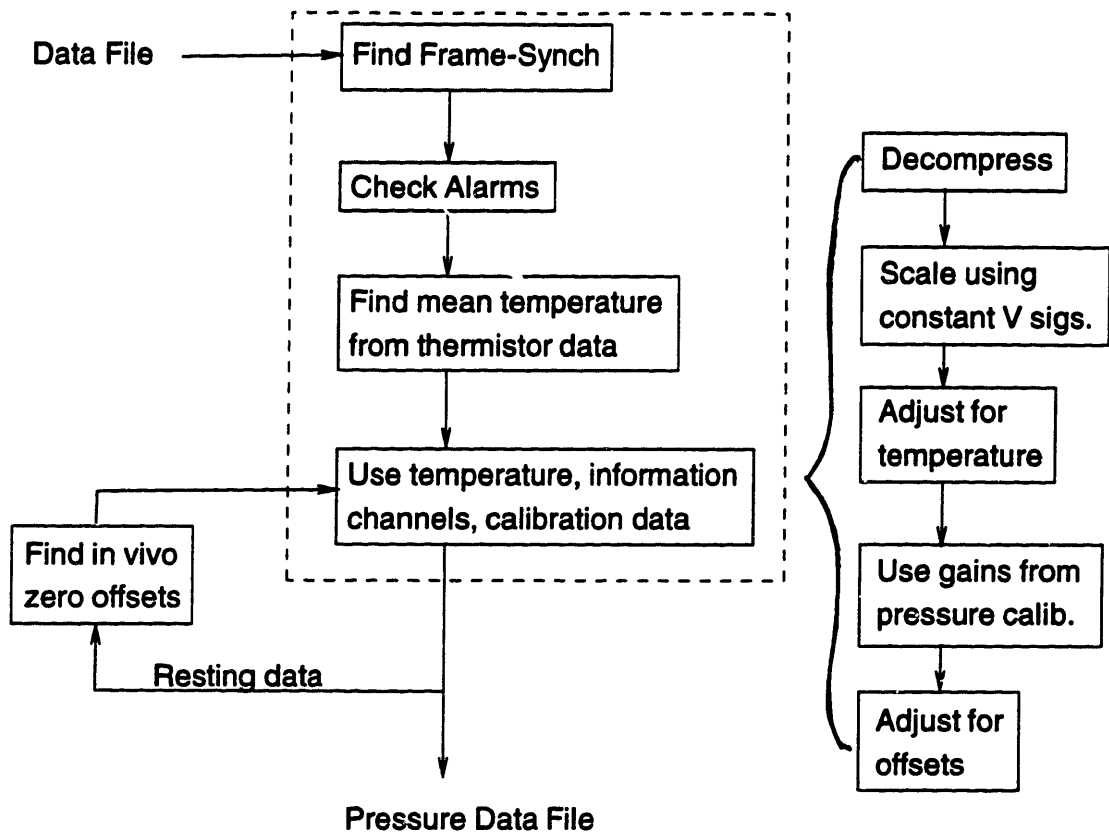 Data File
Find Frame-Synch
Check Alarms
Find mean temperature
from thermistor data
Use temperature, information
channels, calibration data
Find in vivo
zero offsets
Resting data
Pressure Data File
Decompress
Scale using
constant V sigs.
Adjust for
temperature
Use gains from
pressure calib.
Adjust for
offsets